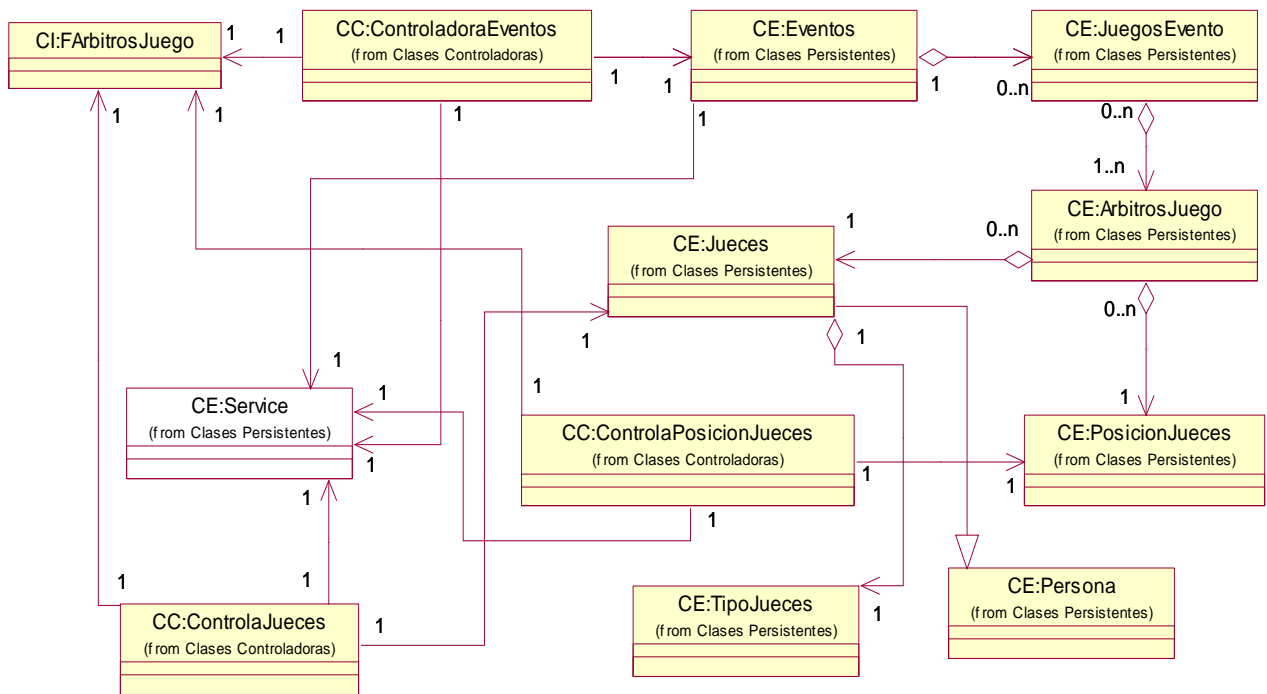 CI:FArbitrosJuego
1
1
CC:ControladoraEventos
(from Clases Controladoras)
1
1
CE:Eventos
(from Clases Persistentes)
1
0..n
CE:JuegosEvento
(from Clases Persistentes)
1
1
1
1
0..n
1..n
CE:ArbitrosJuego
(from Clases Persistentes)
1
0..n
0..n
CE:Jueces
(from Clases Persistentes)
1
1
1
1
1
CE:Service
(from Clases Persistentes)
1
1
1
CC:ControlaPosicionJueces
(from Clases Controladoras)
1
1
1
CE:PosicionJueces
(from Clases Persistentes)
1
1
1
1
CC:ControlaJueces
(from Clases Controladoras)
1
CE:TipoJueces
(from Clases Persistentes)
1
CE:Persona
(from Clases Persistentes)